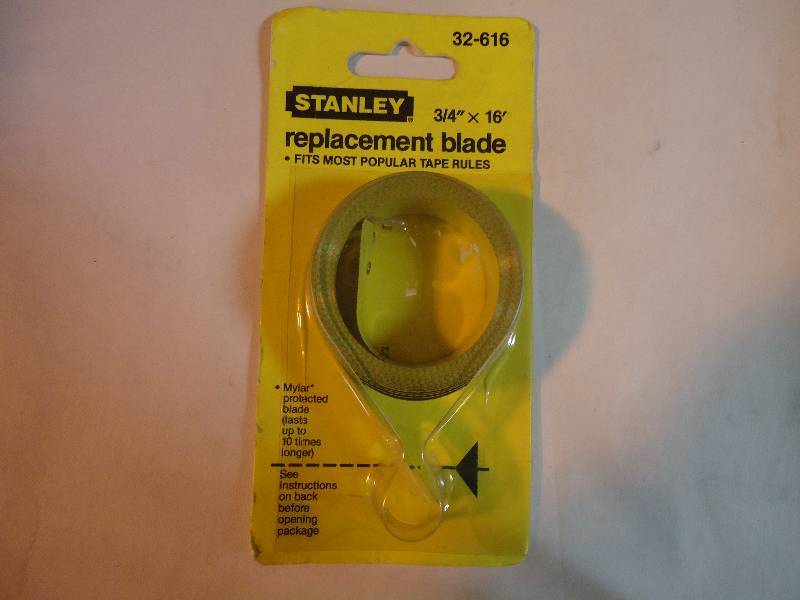 32-616
STANLEY®
3/4" × 16'
replacement blade
• FITS MOST POPULAR TAPE RULES
• Mylar*
protected
blade
(lasts
up to
10 times
longer)
See
instructions
on back
before
opening
package